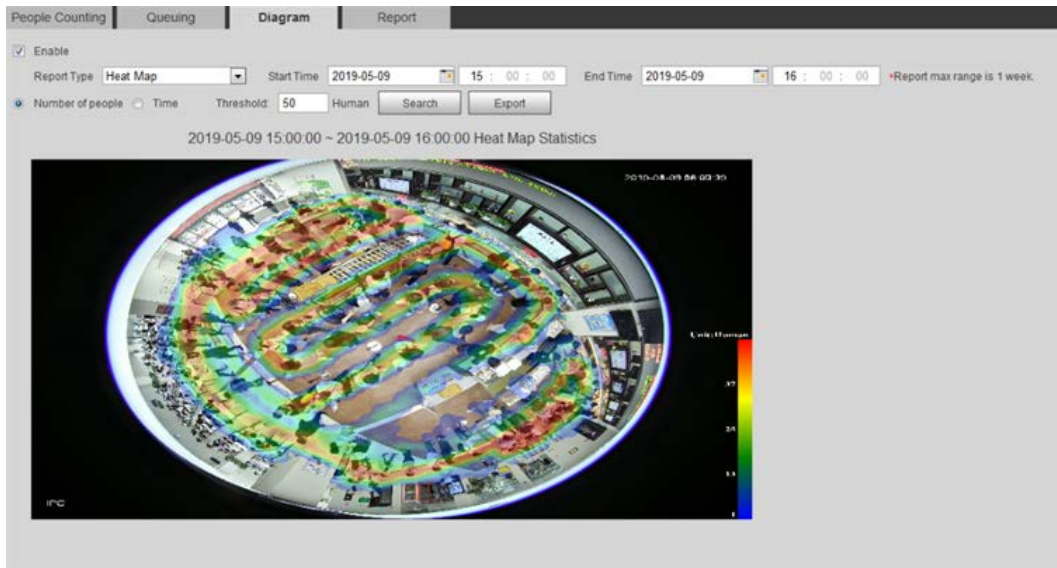 People Counting Queuing Diagram Report
Enable
Report Type Heat Map Start Time 2019-05-09 15 : 00 : 00 End Time 2019-05-09 16 : 00 : 00 *Report max range is 1 week.
Number of people Time Threshold: 50 Human Search Export
2019-05-09 15:00:00 ~ 2019-05-09 16:00:00 Heat Map Statistics
Unit: Human
37
1
IPC